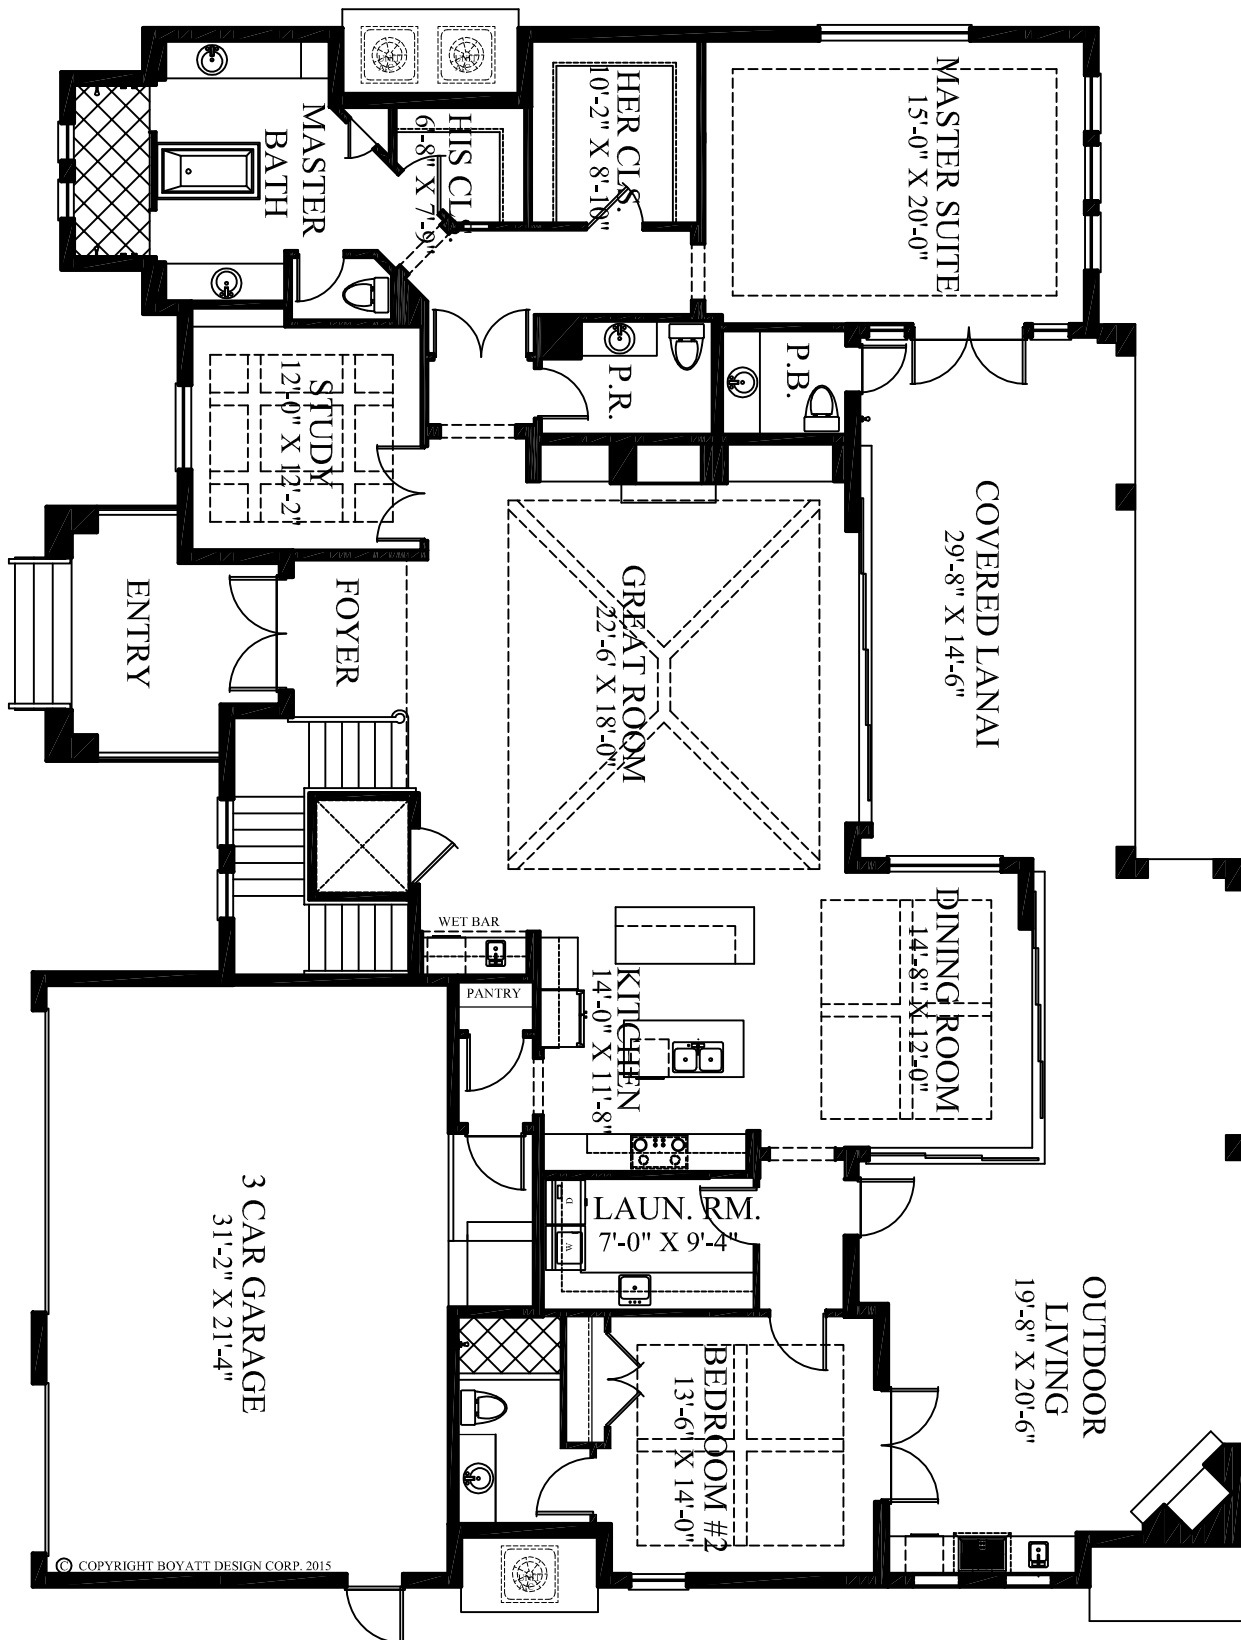 MASTER SUITE
15'-0" X 20'-0"
HER CLS.
10'-2" X 8'-10"
HIS CLS.
6'-8" X 7'-9"
MASTER
BATH
STUDY
12'-0" X 12'-2"
P.R.
P.B.
COVERED LANAI
29'-8" X 14'-6"
GREAT ROOM
22'-6" X 18'-0"
FOYER
ENTRY
WET BAR
PANTRY
KITCHEN
14'-0" X 11'-8"
DINING ROOM
14'-8" X 12'-0"
LAUN. RM.
7'-0" X 9'-4"
D
W
3 CAR GARAGE
31'-2" X 21'-4"
BEDROOM #2
13'-6" X 14'-0"
OUTDOOR
LIVING
19'-8" X 20'-6"
© COPYRIGHT BOYATT DESIGN CORP. 2015